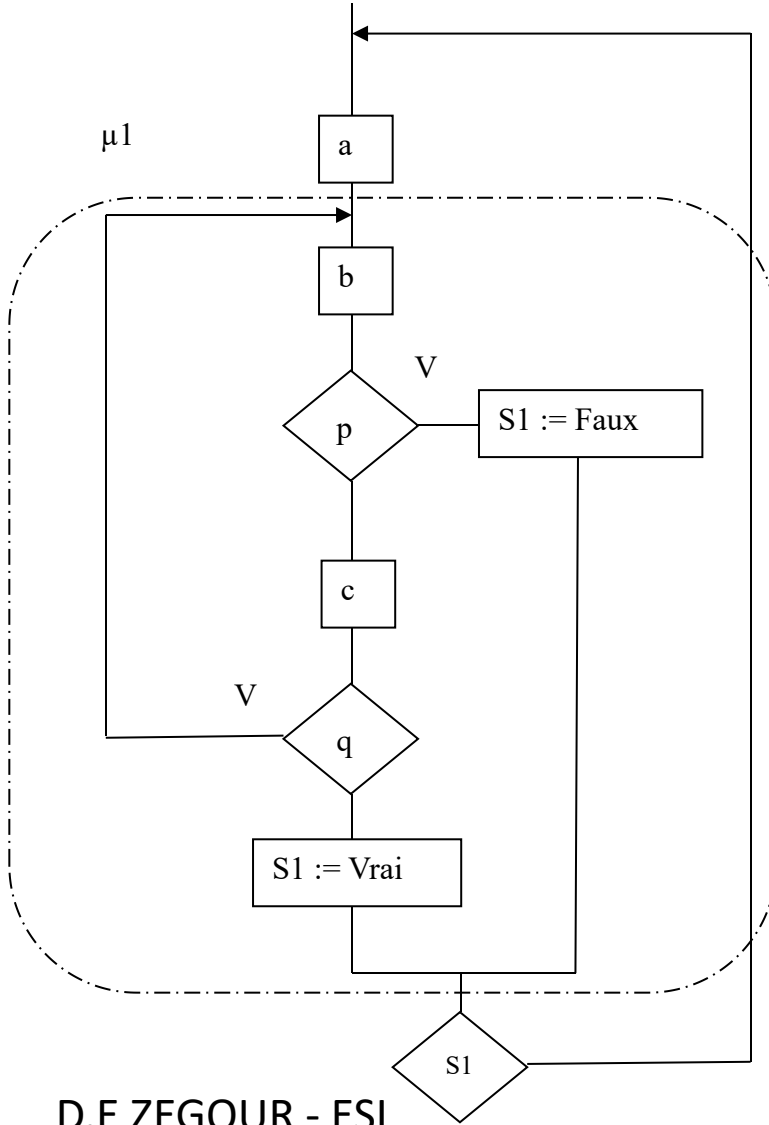 µ1
a
b
V
p
S1 := Faux
c
V
q
S1 := Vrai
S1
D.E ZEGOUR - ESI